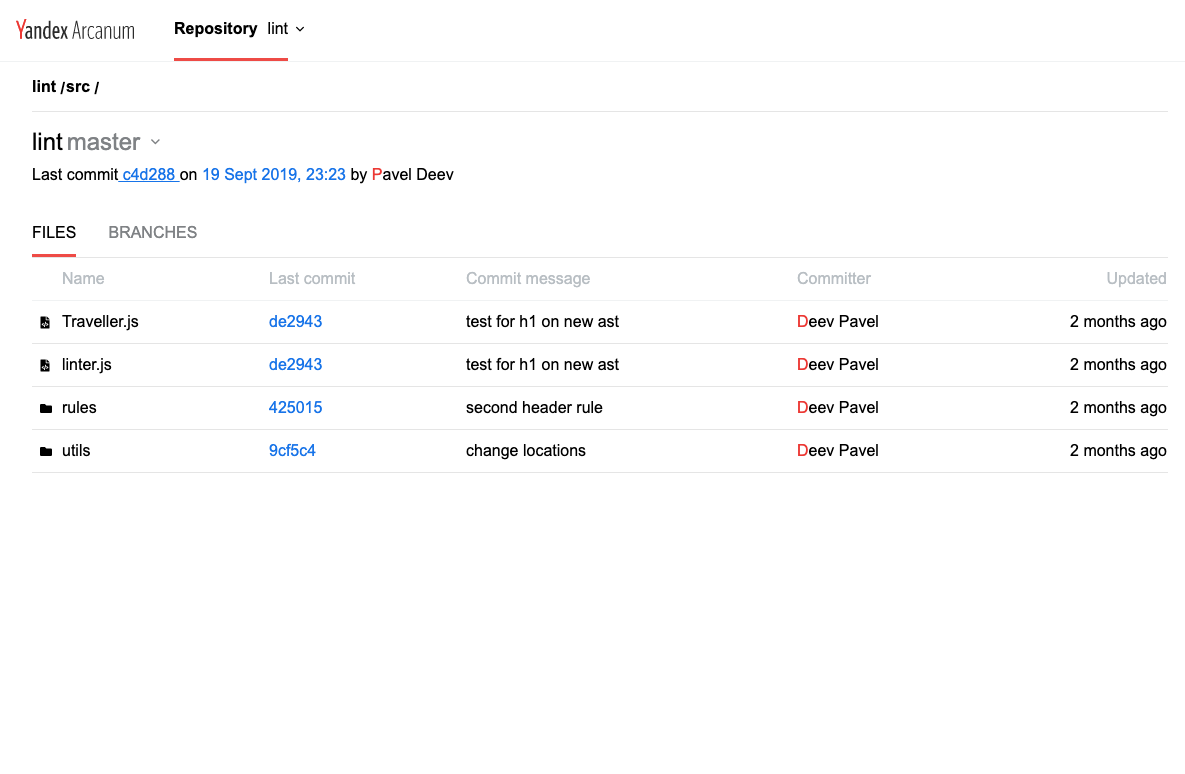 Yandex Arcanum Repository lint
lint /src /
lint master
Last commit c4d288 on 19 Sept 2019, 23:23 by Pavel Deev
FILES BRANCHES
Name Last commit Commit message Committer Updated
Traveller.js de2943 test for h1 on new ast Deev Pavel 2 months ago
linter.js de2943 test for h1 on new ast Deev Pavel 2 months ago
rules 425015 second header rule Deev Pavel 2 months ago
utils 9cf5c4 change locations Deev Pavel 2 months ago